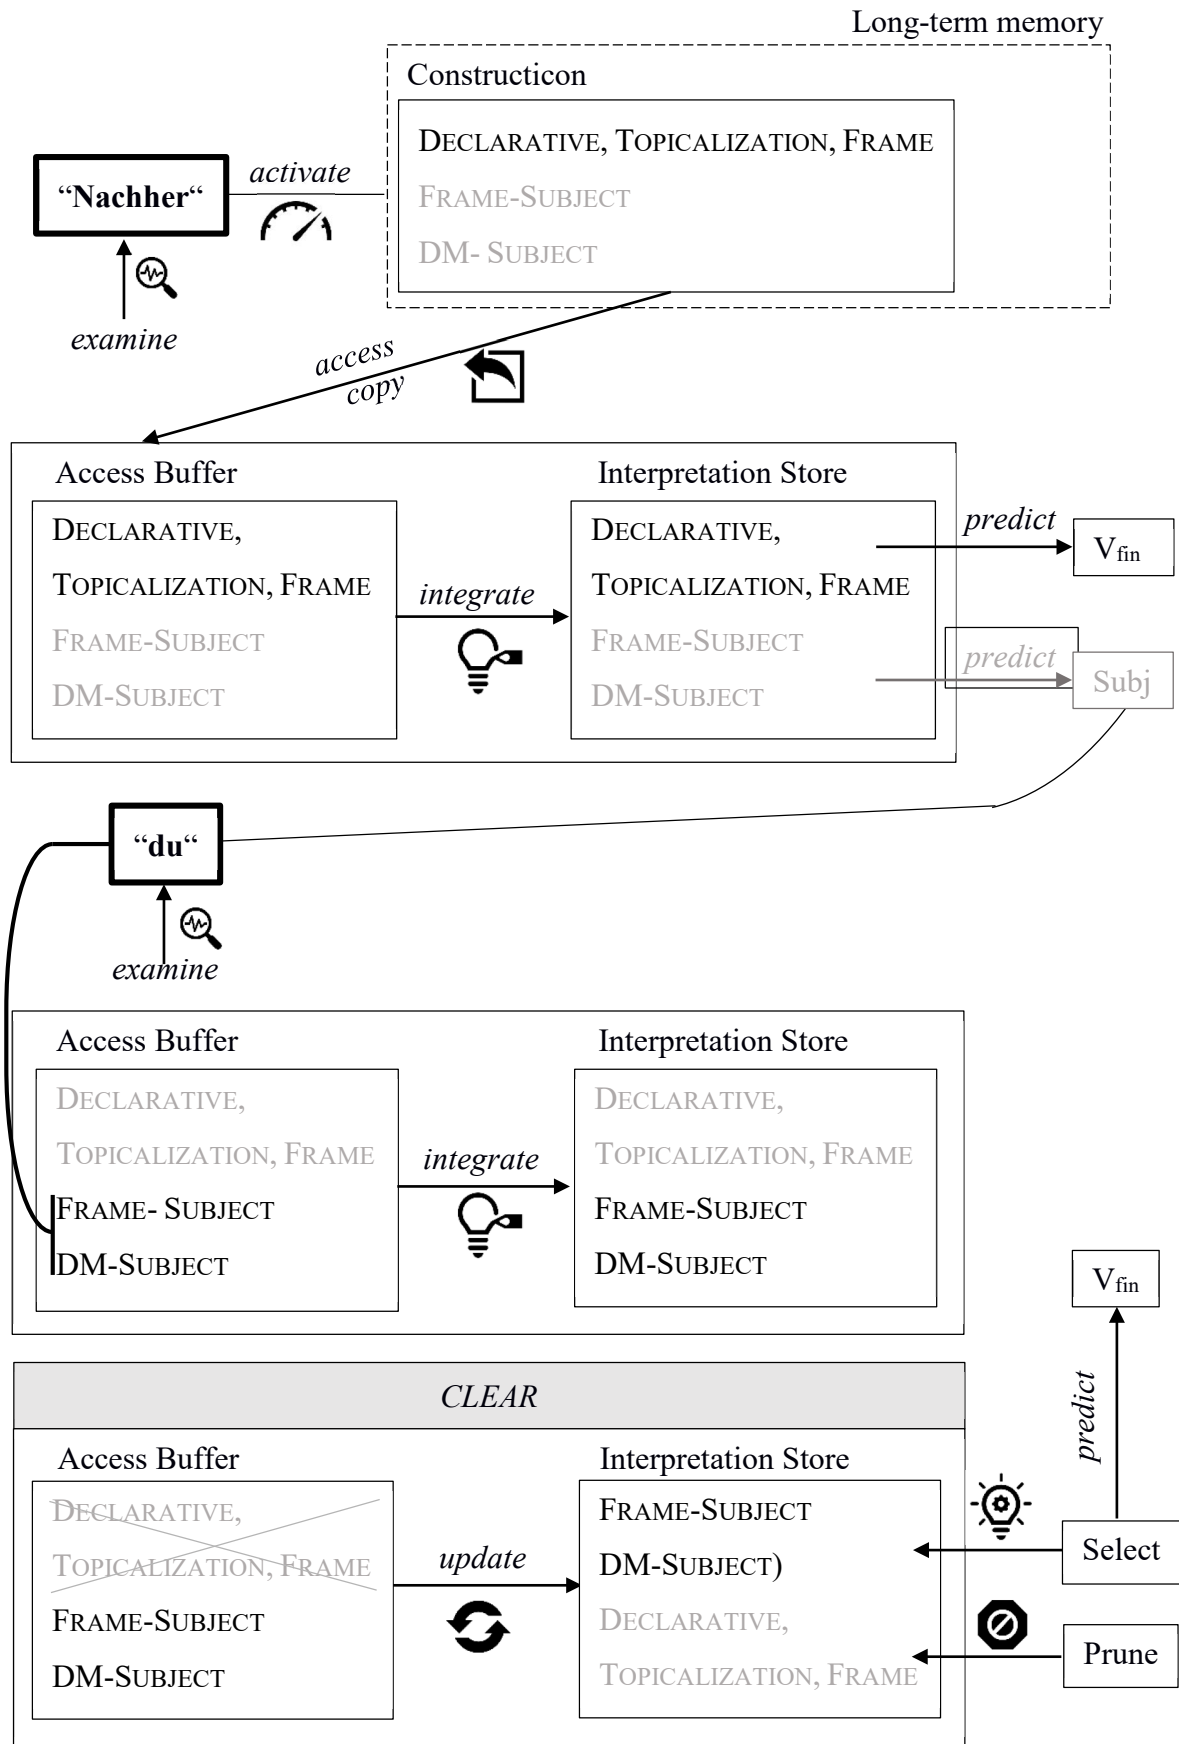 Long-term memory
Constructicon
DECLARATIVE, TOPICALIZATION, FRAME
“Nachher“
activate
FRAME-SUBJECT
DM- SUBJECT
examine
access
copy
Access Buffer
Interpretation Store
DECLARATIVE,
TOPICALIZATION, FRAME
FRAME-SUBJECT
DM-SUBJECT
integrate
DECLARATIVE,
TOPICALIZATION, FRAME
FRAME-SUBJECT
DM-SUBJECT
predict
Vfin
predict
Subj
“du“
examine
Access Buffer
Interpretation Store
DECLARATIVE,
TOPICALIZATION, FRAME
FRAME- SUBJECT
DM-SUBJECT
integrate
DECLARATIVE,
TOPICALIZATION, FRAME
FRAME-SUBJECT
DM-SUBJECT
Vfin
predict
CLEAR
Access Buffer
Interpretation Store
DECLARATIVE,
TOPICALIZATION, FRAME
FRAME-SUBJECT
DM-SUBJECT
update
FRAME-SUBJECT
DM-SUBJECT)
DECLARATIVE,
TOPICALIZATION, FRAME
Select
Prune